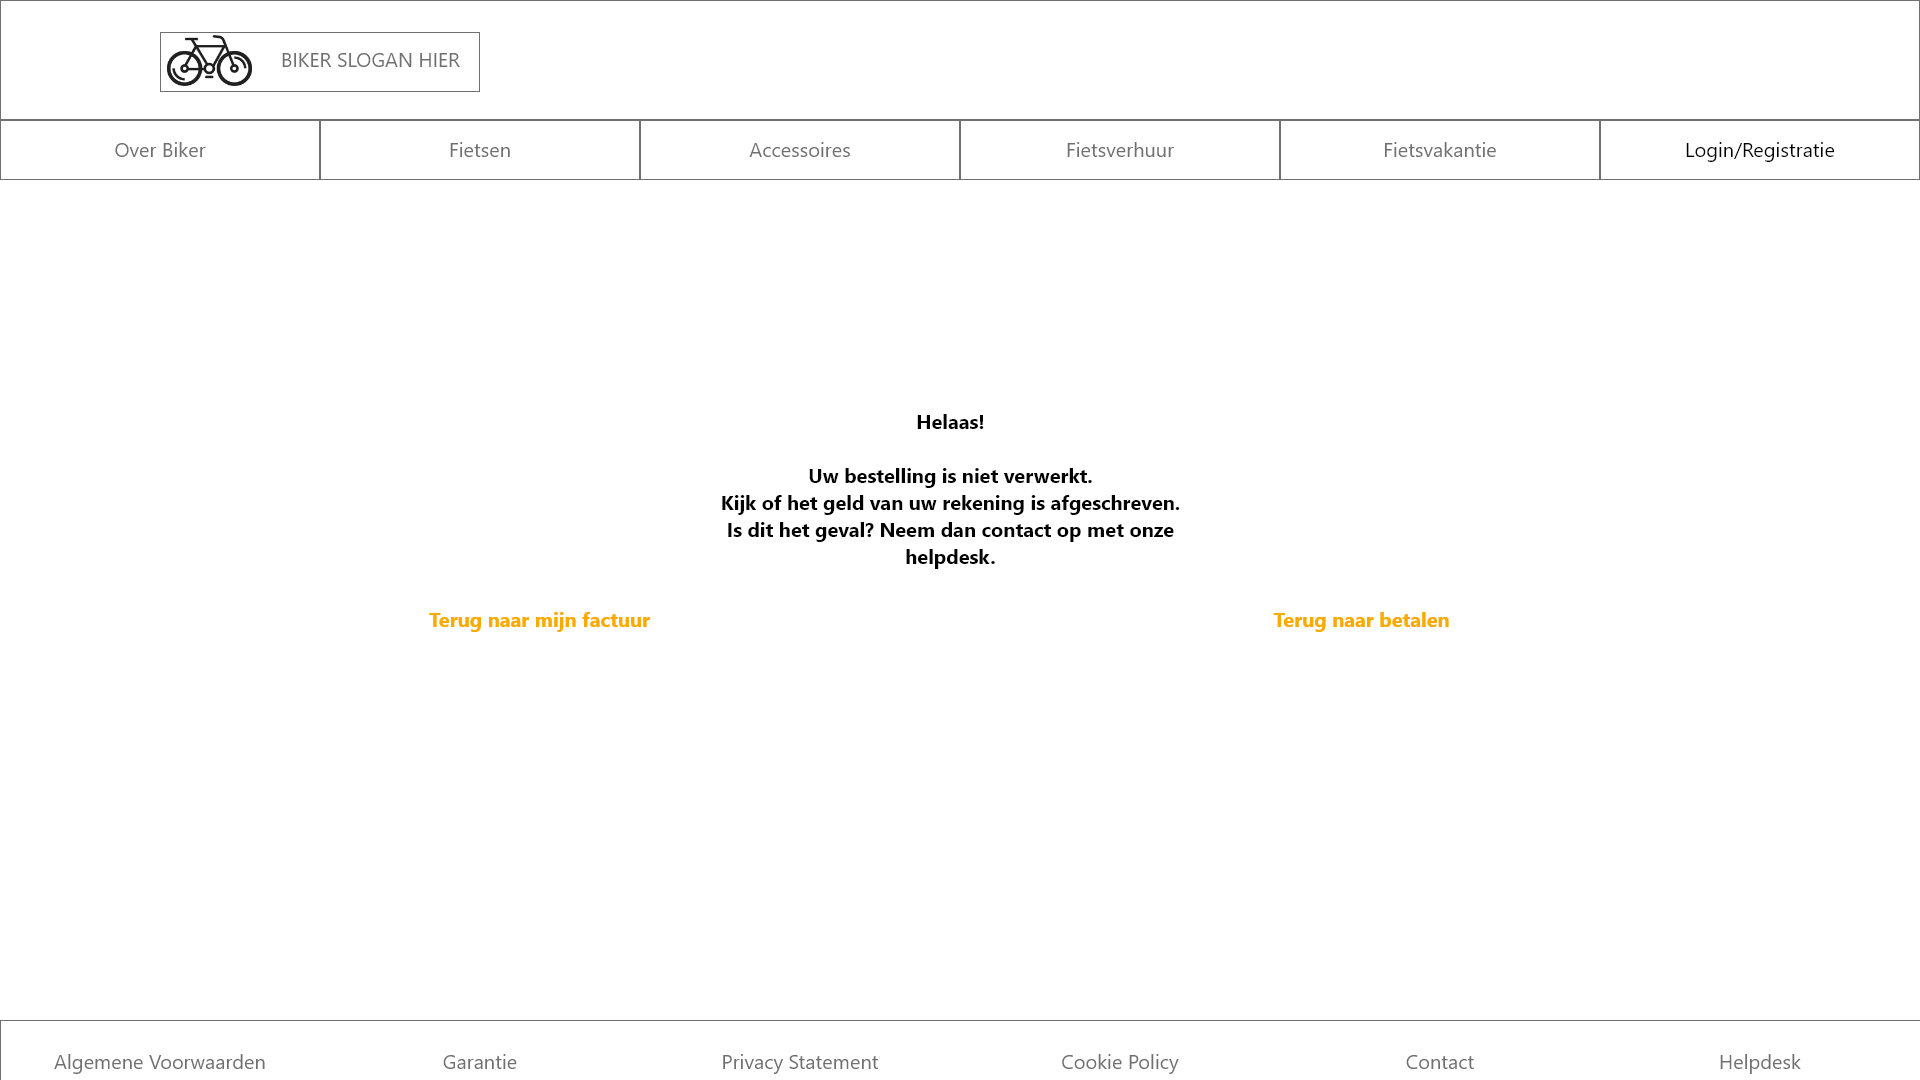 BIKER SLOGAN HIER
Over Biker
Fietsen
Accessoires
Fietsverhuur
Fietsvakantie
Login/Registratie
Helaas!
Uw bestelling is niet verwerkt.
Kijk of het geld van uw rekening is afgeschreven.
Is dit het geval? Neem dan contact op met onze
helpdesk.
Terug naar mijn factuur
Terug naar betalen
Algemene Voorwaarden
Garantie
Privacy Statement
Cookie Policy
Contact
Helpdesk